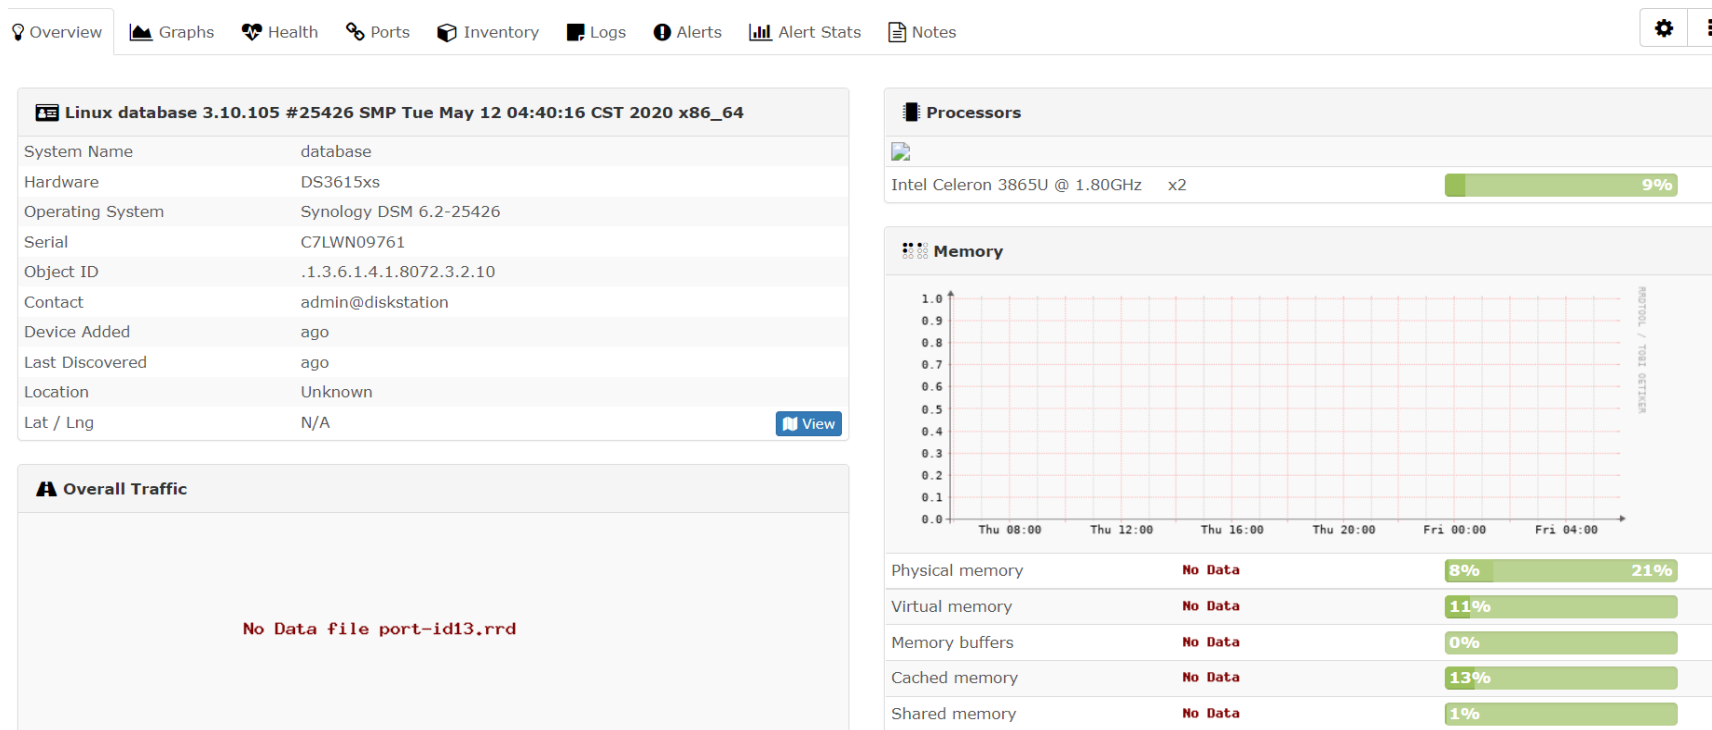 Overview Graphs Health Ports Inventory Logs Alerts Alert Stats Notes
Linux database 3.10.105 #25426 SMP Tue May 12 04:40:16 CST 2020 x86_64
System Name database
Hardware DS3615xs
Operating System Synology DSM 6.2-25426
Serial C7LWN09761
Object ID .1.3.6.1.4.1.8072.3.2.10
Contact admin@diskstation
Device Added ago
Last Discovered ago
Location Unknown
Lat / Lng N/A View
Overall Traffic
No Data file port-id13.rrd
Processors
Intel Celeron 3865U @ 1.80GHz x2 9%
Memory
1.0
0.9
0.8
0.7
0.6
0.5
0.4
0.3
0.2
0.1
0.0
Thu 08:00 Thu 12:00 Thu 16:00 Thu 20:00 Fri 00:00 Fri 04:00
RRDTOOL / TOBI OETIKER
Physical memory No Data 8% 21%
Virtual memory No Data 11%
Memory buffers No Data 0%
Cached memory No Data 13%
Shared memory No Data 1%